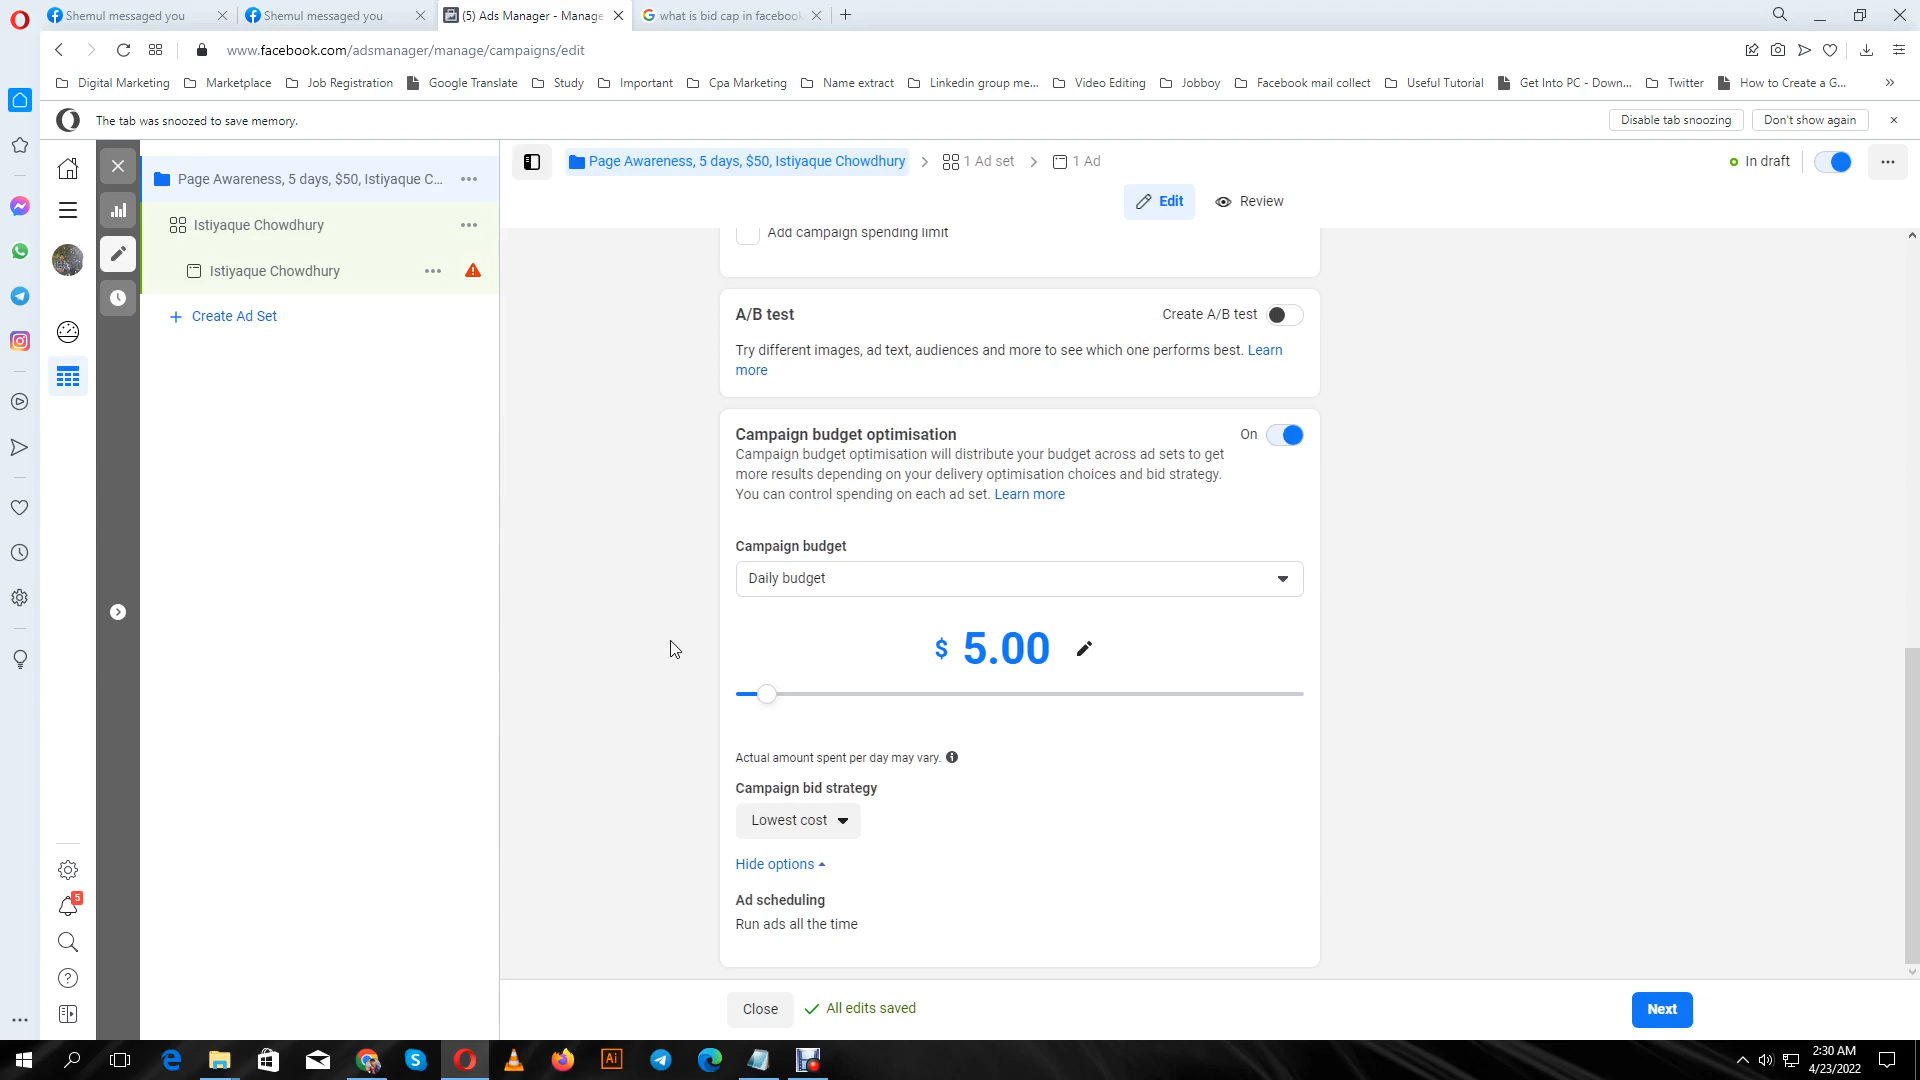 Shemul messaged you
Shemul messaged you
(5) Ads Manager - Manage
what is bid cap in facebook
www.facebook.com/adsmanager/manage/campaigns/edit
Digital Marketing
Marketplace
Job Registration
Google Translate
Study
Important
Cpa Marketing
Name extract
Linkedin group me...
Video Editing
Jobboy
Facebook mail collect
Useful Tutorial
Get Into PC - Down...
Twitter
How to Create a G...
The tab was snoozed to save memory.
Disable tab snoozing
Don't show again
Page Awareness, 5 days, $50, Istiyaque C...
Istiyaque Chowdhury
Istiyaque Chowdhury
+ Create Ad Set
Page Awareness, 5 days, $50, Istiyaque Chowdhury
1 Ad set
1 Ad
In draft
Edit
Review
Add campaign spending limit
A/B test
Create A/B test
Try different images, ad text, audiences and more to see which one performs best. Learn
more
Campaign budget optimisation
On
Campaign budget optimisation will distribute your budget across ad sets to get
more results depending on your delivery optimisation choices and bid strategy.
You can control spending on each ad set. Learn more
Campaign budget
Daily budget
$ 5.00
Actual amount spent per day may vary.
Campaign bid strategy
Lowest cost
Hide options
Ad scheduling
Run ads all the time
Close
All edits saved
Next
5
2:30 AM
4/23/2022